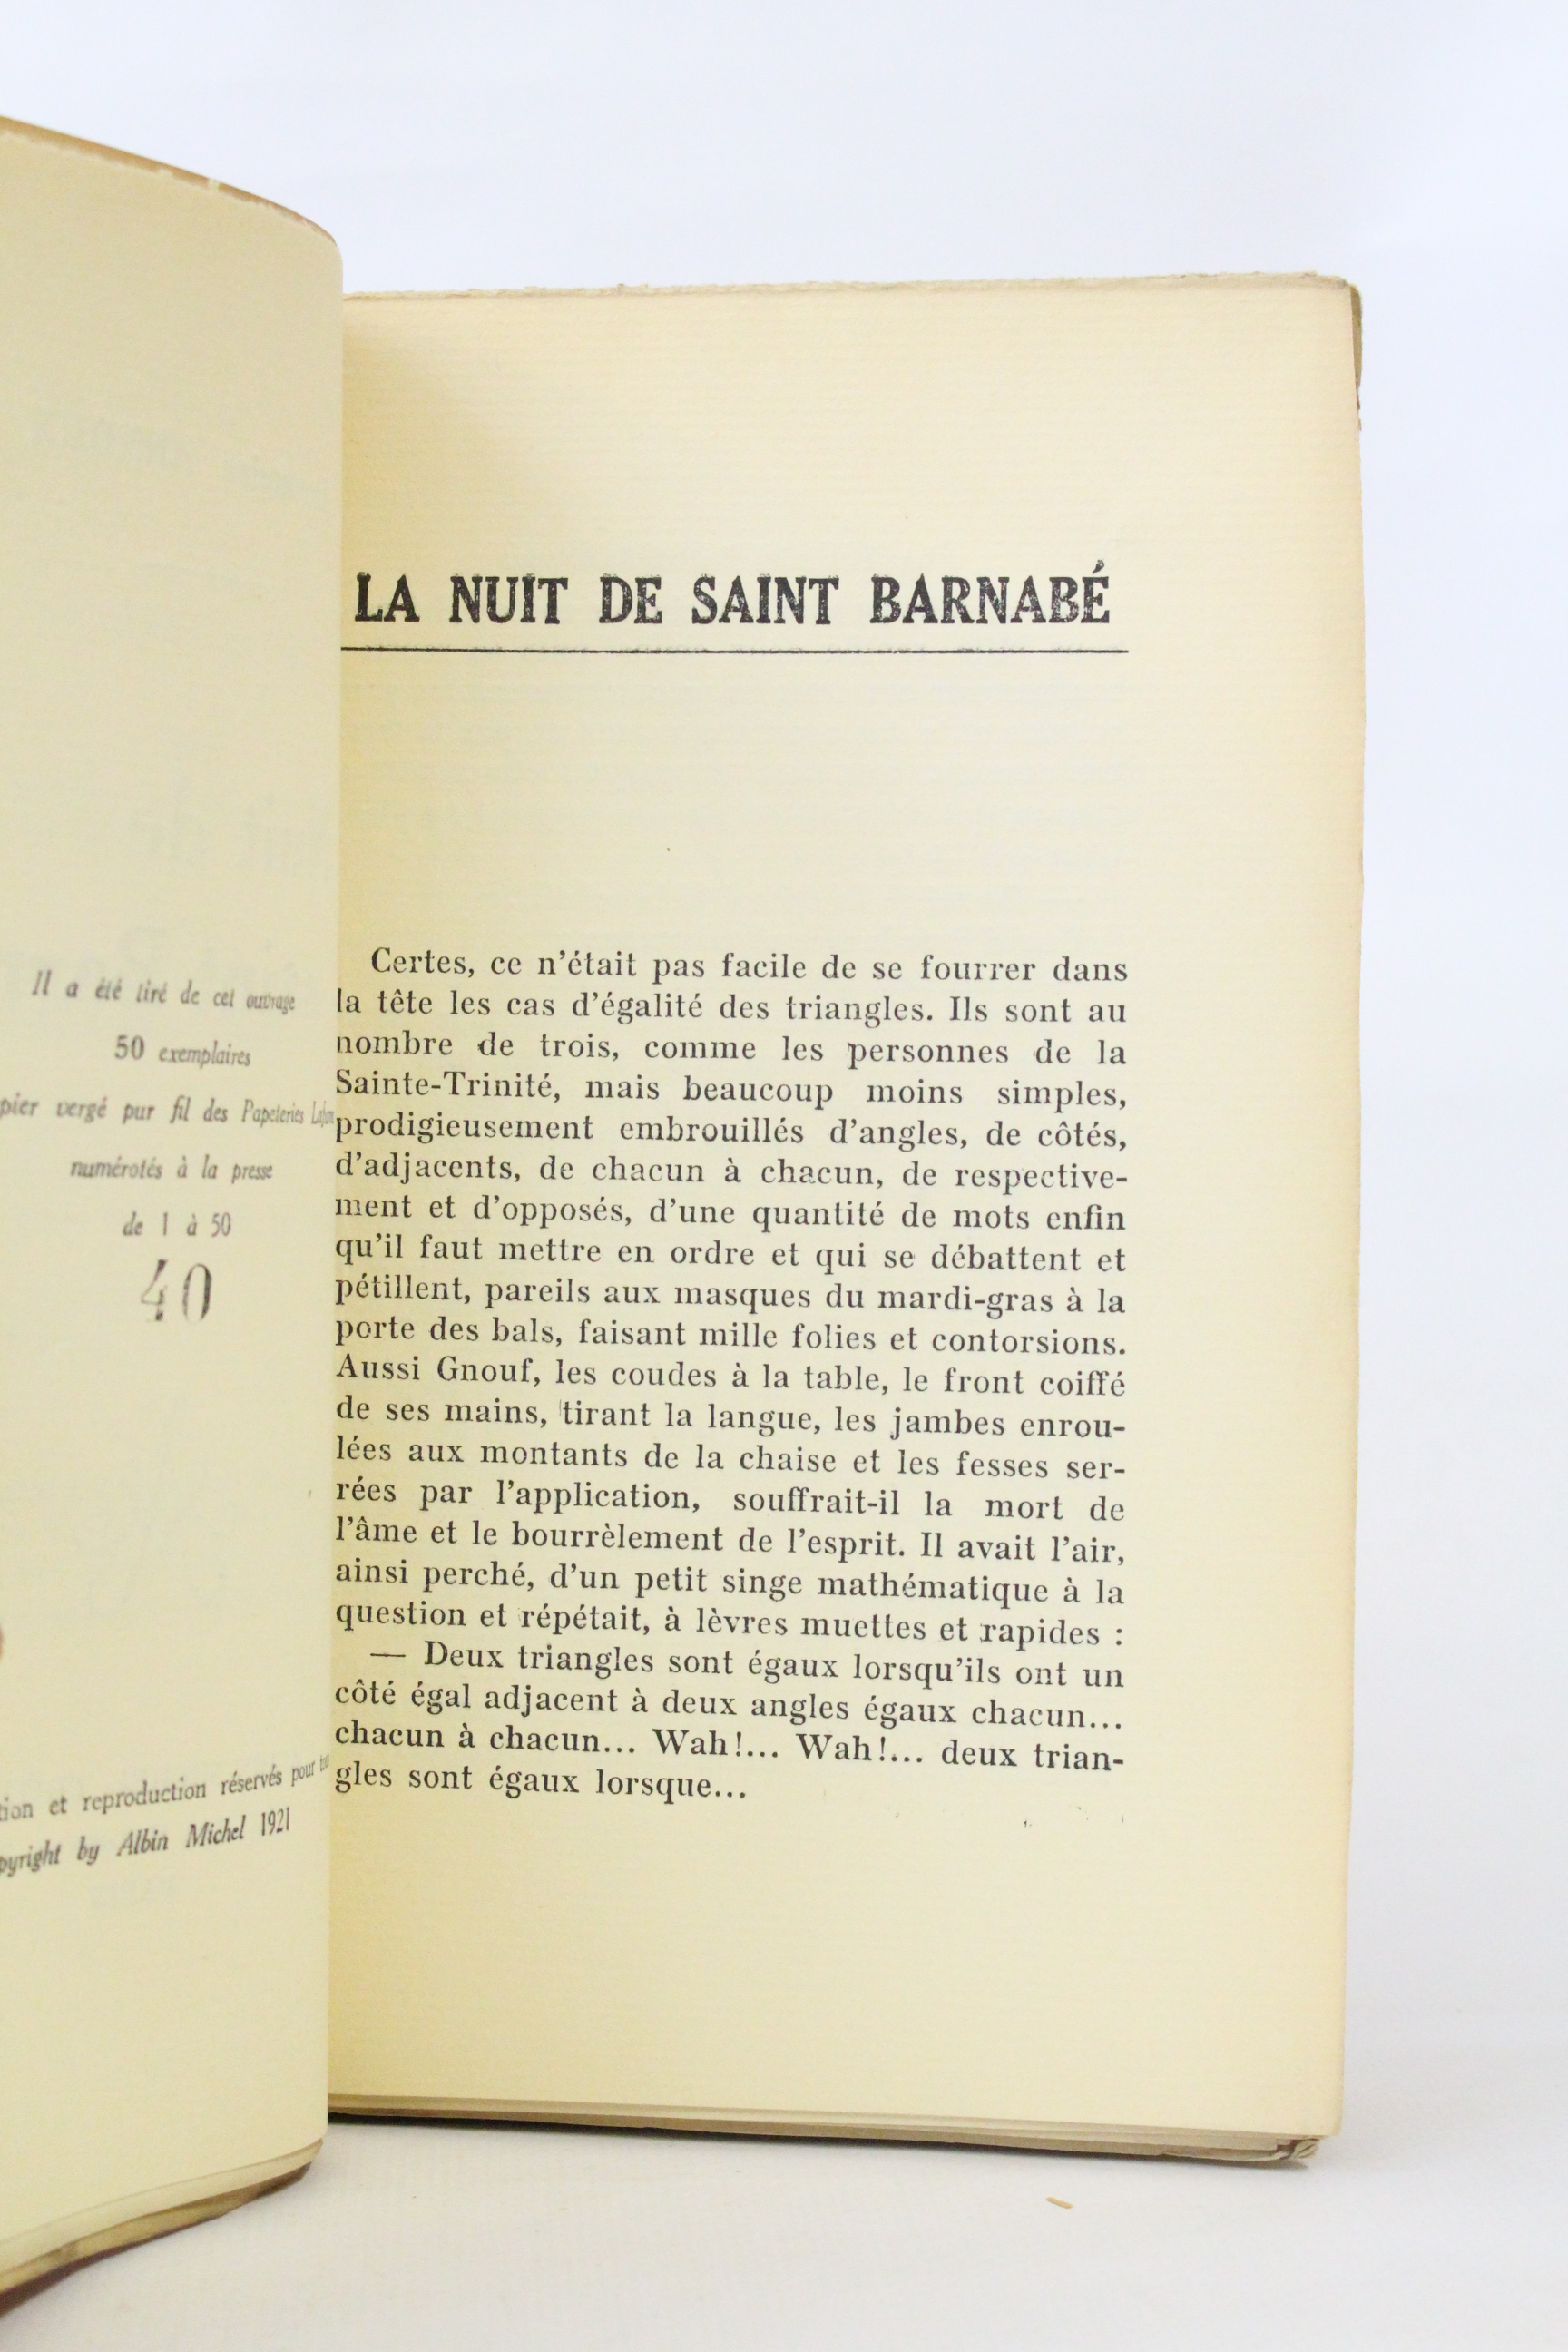 Il a été tiré de cet ouvrage
50 exemplaires
vergé pur fil des Papeteries
numérotés à la presse
de 1 à 50
40
et reproduction réservés pour
by Albin Michel 1921
LA NUIT DE SAINT BARNABÉ
Certes, ce n'était pas facile de se fourrer dans
la tête les cas d'égalité des triangles. Ils sont au
nombre de trois, comme les personnes de la
Sainte-Trinité, mais beaucoup moins simples,
prodigieusement embrouillés d'angles, de côtés,
d'adjacents, de chacun à chacun, de respective-
ment et d'opposés, d'une quantité de mots enfin
qu'il faut mettre en ordre et qui se débattent et
pétillent, pareils aux masques du mardi-gras à la
porte des bals, faisant mille folies et contorsions.
Aussi Gnouf, les coudes à la table, le front coiffé
de ses mains, tirant la langue, les jambes enrou-
lées aux montants de la chaise et les fesses ser-
rées par l'application, souffrait-il la mort de
l'âme et le bourrèlement de l'esprit. Il avait l'air,
ainsi perché, d'un petit singe mathématique à la
question et répétait, à lèvres muettes et rapides :
— Deux triangles sont égaux lorsqu'ils ont un
côté égal adjacent à deux angles égaux chacun...
chacun à chacun... Wah!... Wah!... deux trian-
gles sont égaux lorsque...